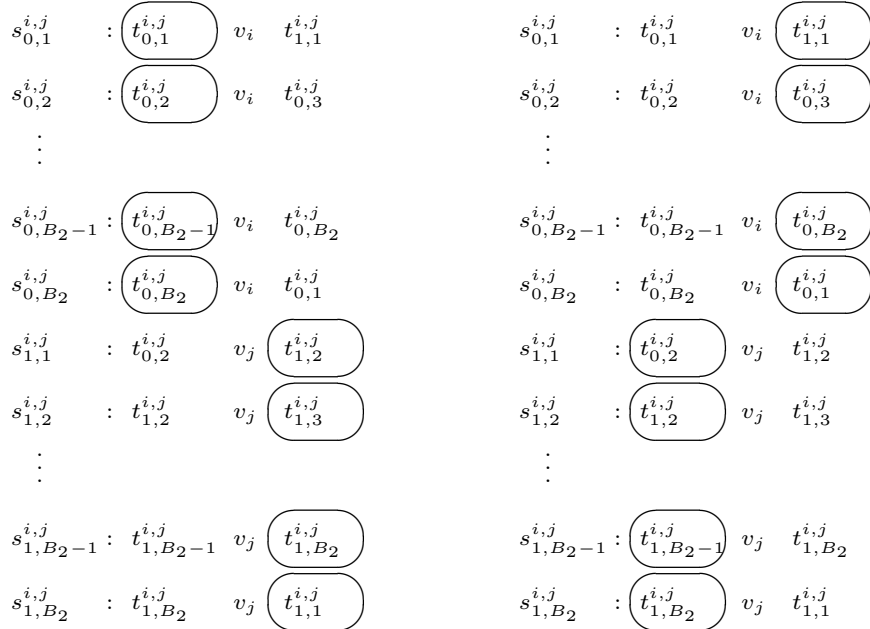 s_{0,1}^{i,j} : t_{0,1}^{i,j} v_i t_{1,1}^{i,j} s_{0,1}^{i,j} : t_{0,1}^{i,j} v_i t_{1,1}^{i,j}
s_{0,2}^{i,j} : t_{0,2}^{i,j} v_i t_{0,3}^{i,j} s_{0,2}^{i,j} : t_{0,2}^{i,j} v_i t_{0,3}^{i,j}
⋮ ⋮
s_{0,B_2-1}^{i,j} : t_{0,B_2-1}^{i,j} v_i t_{0,B_2}^{i,j} s_{0,B_2-1}^{i,j} : t_{0,B_2-1}^{i,j} v_i t_{0,B_2}^{i,j}
s_{0,B_2}^{i,j} : t_{0,B_2}^{i,j} v_i t_{0,1}^{i,j} s_{0,B_2}^{i,j} : t_{0,B_2}^{i,j} v_i t_{0,1}^{i,j}
s_{1,1}^{i,j} : t_{0,2}^{i,j} v_j t_{1,2}^{i,j} s_{1,1}^{i,j} : t_{0,2}^{i,j} v_j t_{1,2}^{i,j}
s_{1,2}^{i,j} : t_{1,2}^{i,j} v_j t_{1,3}^{i,j} s_{1,2}^{i,j} : t_{1,2}^{i,j} v_j t_{1,3}^{i,j}
⋮ ⋮
s_{1,B_2-1}^{i,j} : t_{1,B_2-1}^{i,j} v_j t_{1,B_2}^{i,j} s_{1,B_2-1}^{i,j} : t_{1,B_2-1}^{i,j} v_j t_{1,B_2}^{i,j}
s_{1,B_2}^{i,j} : t_{1,B_2}^{i,j} v_j t_{1,1}^{i,j} s_{1,B_2}^{i,j} : t_{1,B_2}^{i,j} v_j t_{1,1}^{i,j}